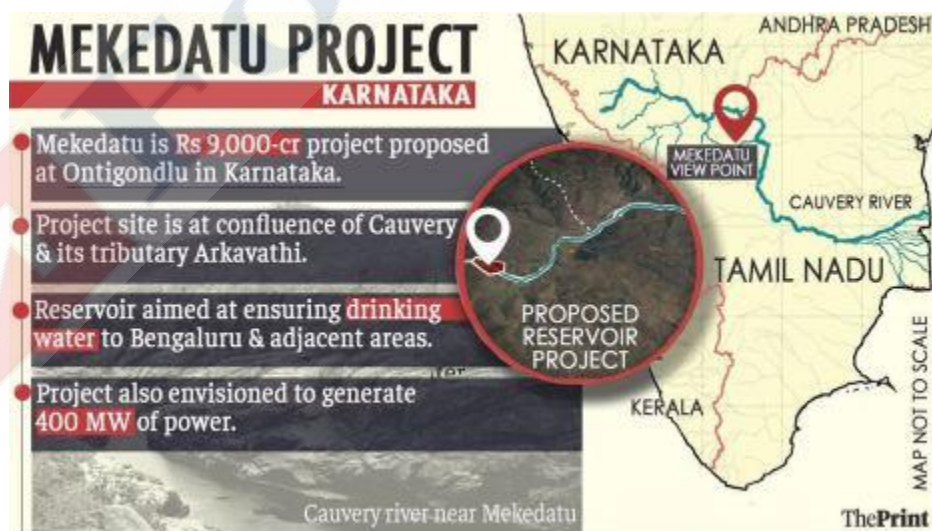 MEKEDATU PROJECT
KARNATAKA
Mekedatu is Rs 9,000-cr project proposed
at Ontigondlu in Karnataka.
Project site is at confluence of Cauvery
& its tributary Arkavathi.
Reservoir aimed at ensuring drinking
water to Bengaluru & adjacent areas.
Project also envisioned to generate
400 MW of power.
Cauvery river near Mekedatu
ANDHRA PRADESH
KARNATAKA
MEKEDATU
VIEW POINT
CAUVERY RIVER
TAMIL NADU
PROPOSED
RESERVOIR
PROJECT
KERALA
MAP NOT TO SCALE
ThePrint